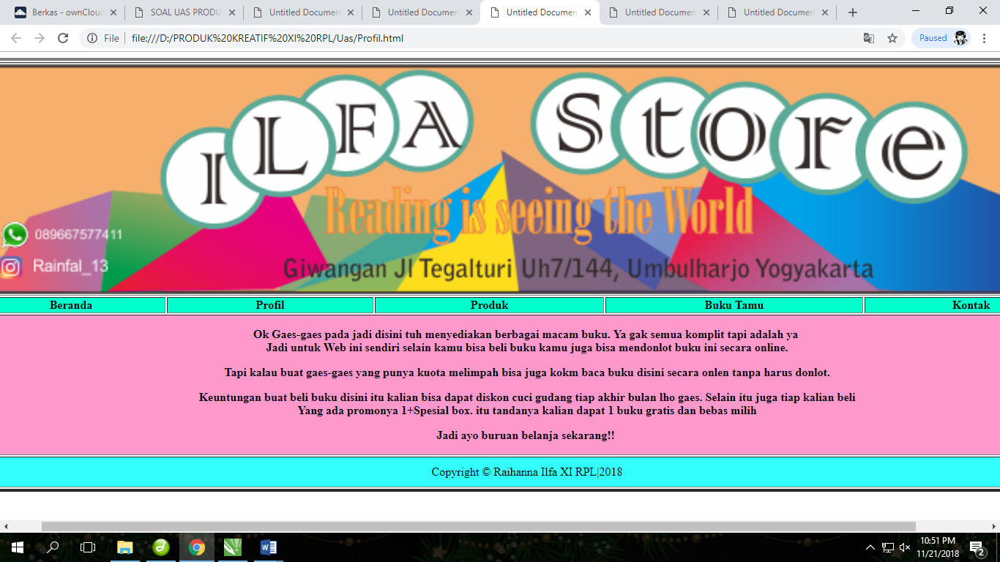 Berkas - ownCloud
SOAL UAS PRODU
Untitled Documen
Untitled Documen
Untitled Documen
Untitled Documen
Untitled Documen
File
file:///D:/PRODUK%20KREATIF%20XI%20RPL/Uas/Profil.html
Paused
ILFA Store
Reading is seeing the World
089667577411
Rainfal_13
Giwangan Jl Tegalturi Uh7/144, Umbulharjo Yogyakarta
Beranda
Profil
Produk
Buku Tamu
Kontak
Ok Gaes-gaes pada jadi disini tuh menyediakan berbagai macam buku. Ya gak semua komplit tapi adalah ya
Jadi untuk Web ini sendiri selain kamu bisa beli buku kamu juga bisa mendonlot buku ini secara online.
Tapi kalau buat gaes-gaes yang punya kuota melimpah bisa juga kokm baca buku disini secara onlen tanpa harus donlot.
Keuntungan buat beli buku disini itu kalian bisa dapat diskon cuci gudang tiap akhir bulan lho gaes. Selain itu juga tiap kalian beli
Yang ada promonya 1+Spesial box. itu tandanya kalian dapat 1 buku gratis dan bebas milih
Jadi ayo buruan belanja sekarang!!
Copyright © Raihanna Ilfa XI RPL|2018
10:51 PM
11/21/2018
2